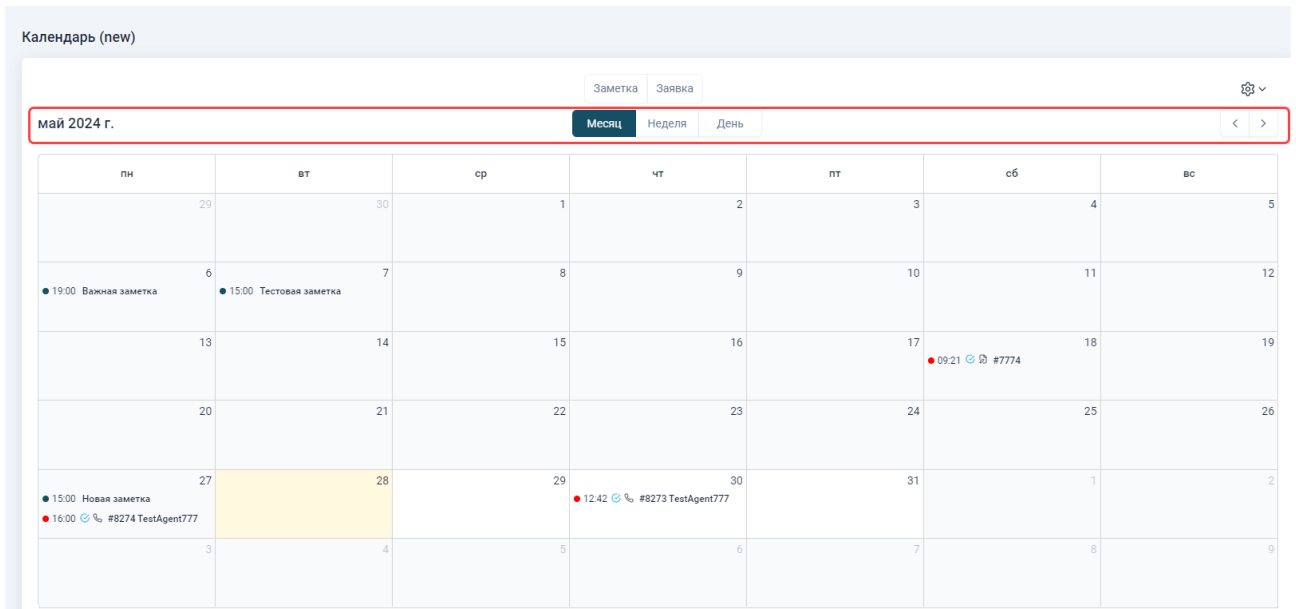 Календарь (new)
Заметка Заявка
май 2024 г. Месяц Неделя День
пн вт ср чт пт сб вс
29 30 1 2 3 4 5
6 7 8 9 10 11 12
19:00 Важная заметка 15:00 Тестовая заметка
13 14 15 16 17 18 19
09:21 #7774
20 21 22 23 24 25 26
27 28 29 30 31 1 2
15:00 Новая заметка 12:42 #8273 TestAgent777
16:00 #8274 TestAgent777
3 4 5 6 7 8 9